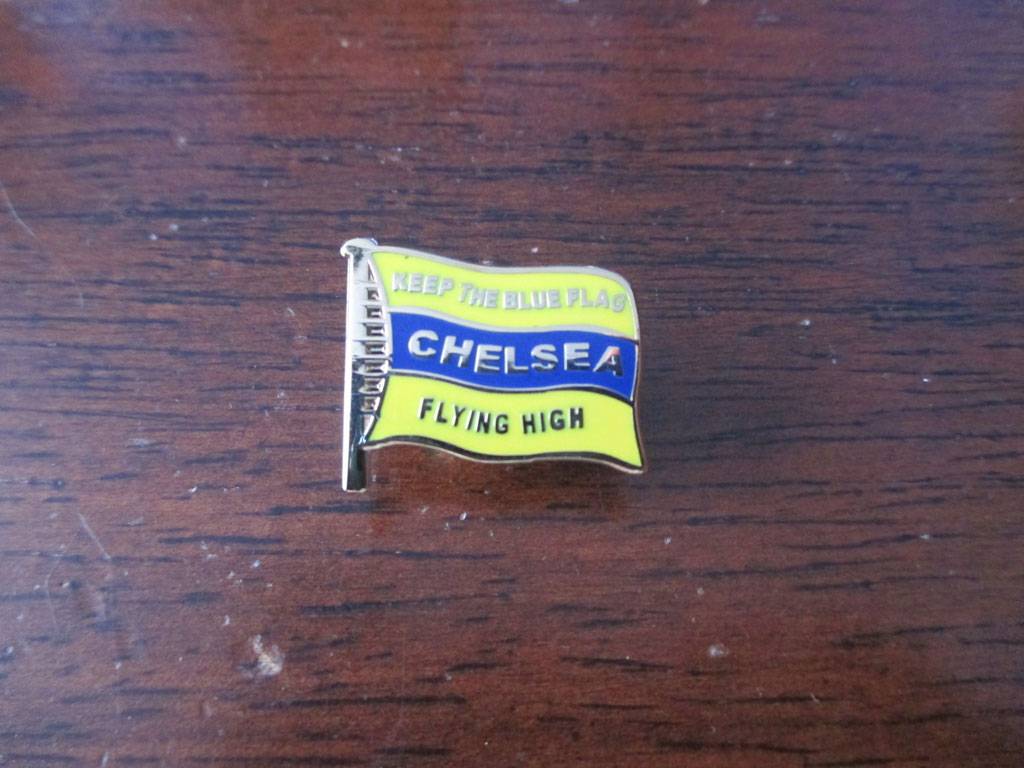 KEEP THE BLUE FLAG
CHELSEA
FLYING HIGH